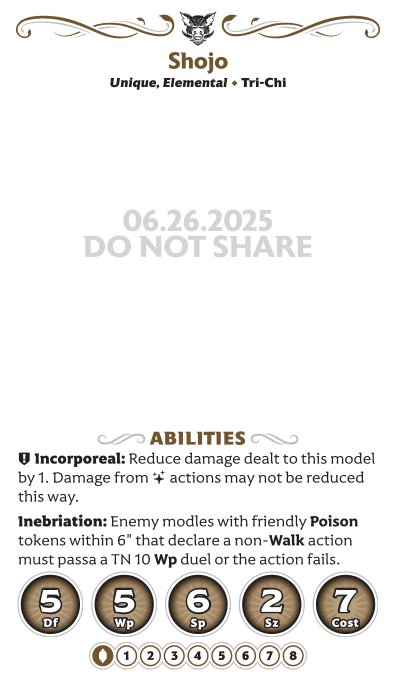 Shojo
Unique, Elemental ⬩ Tri-Chi
06.26.2025
DO NOT SHARE
ABILITIES
Incorporeal: Reduce damage dealt to this model
by 1. Damage from actions may not be reduced
this way.
Inebriation: Enemy modles with friendly Poison
tokens within 6" that declare a non-Walk action
must passa a TN 10 Wp duel or the action fails.
5 5 6 2 7
Df Wp Sp Sz Cost
1 2 3 4 5 6 7 8